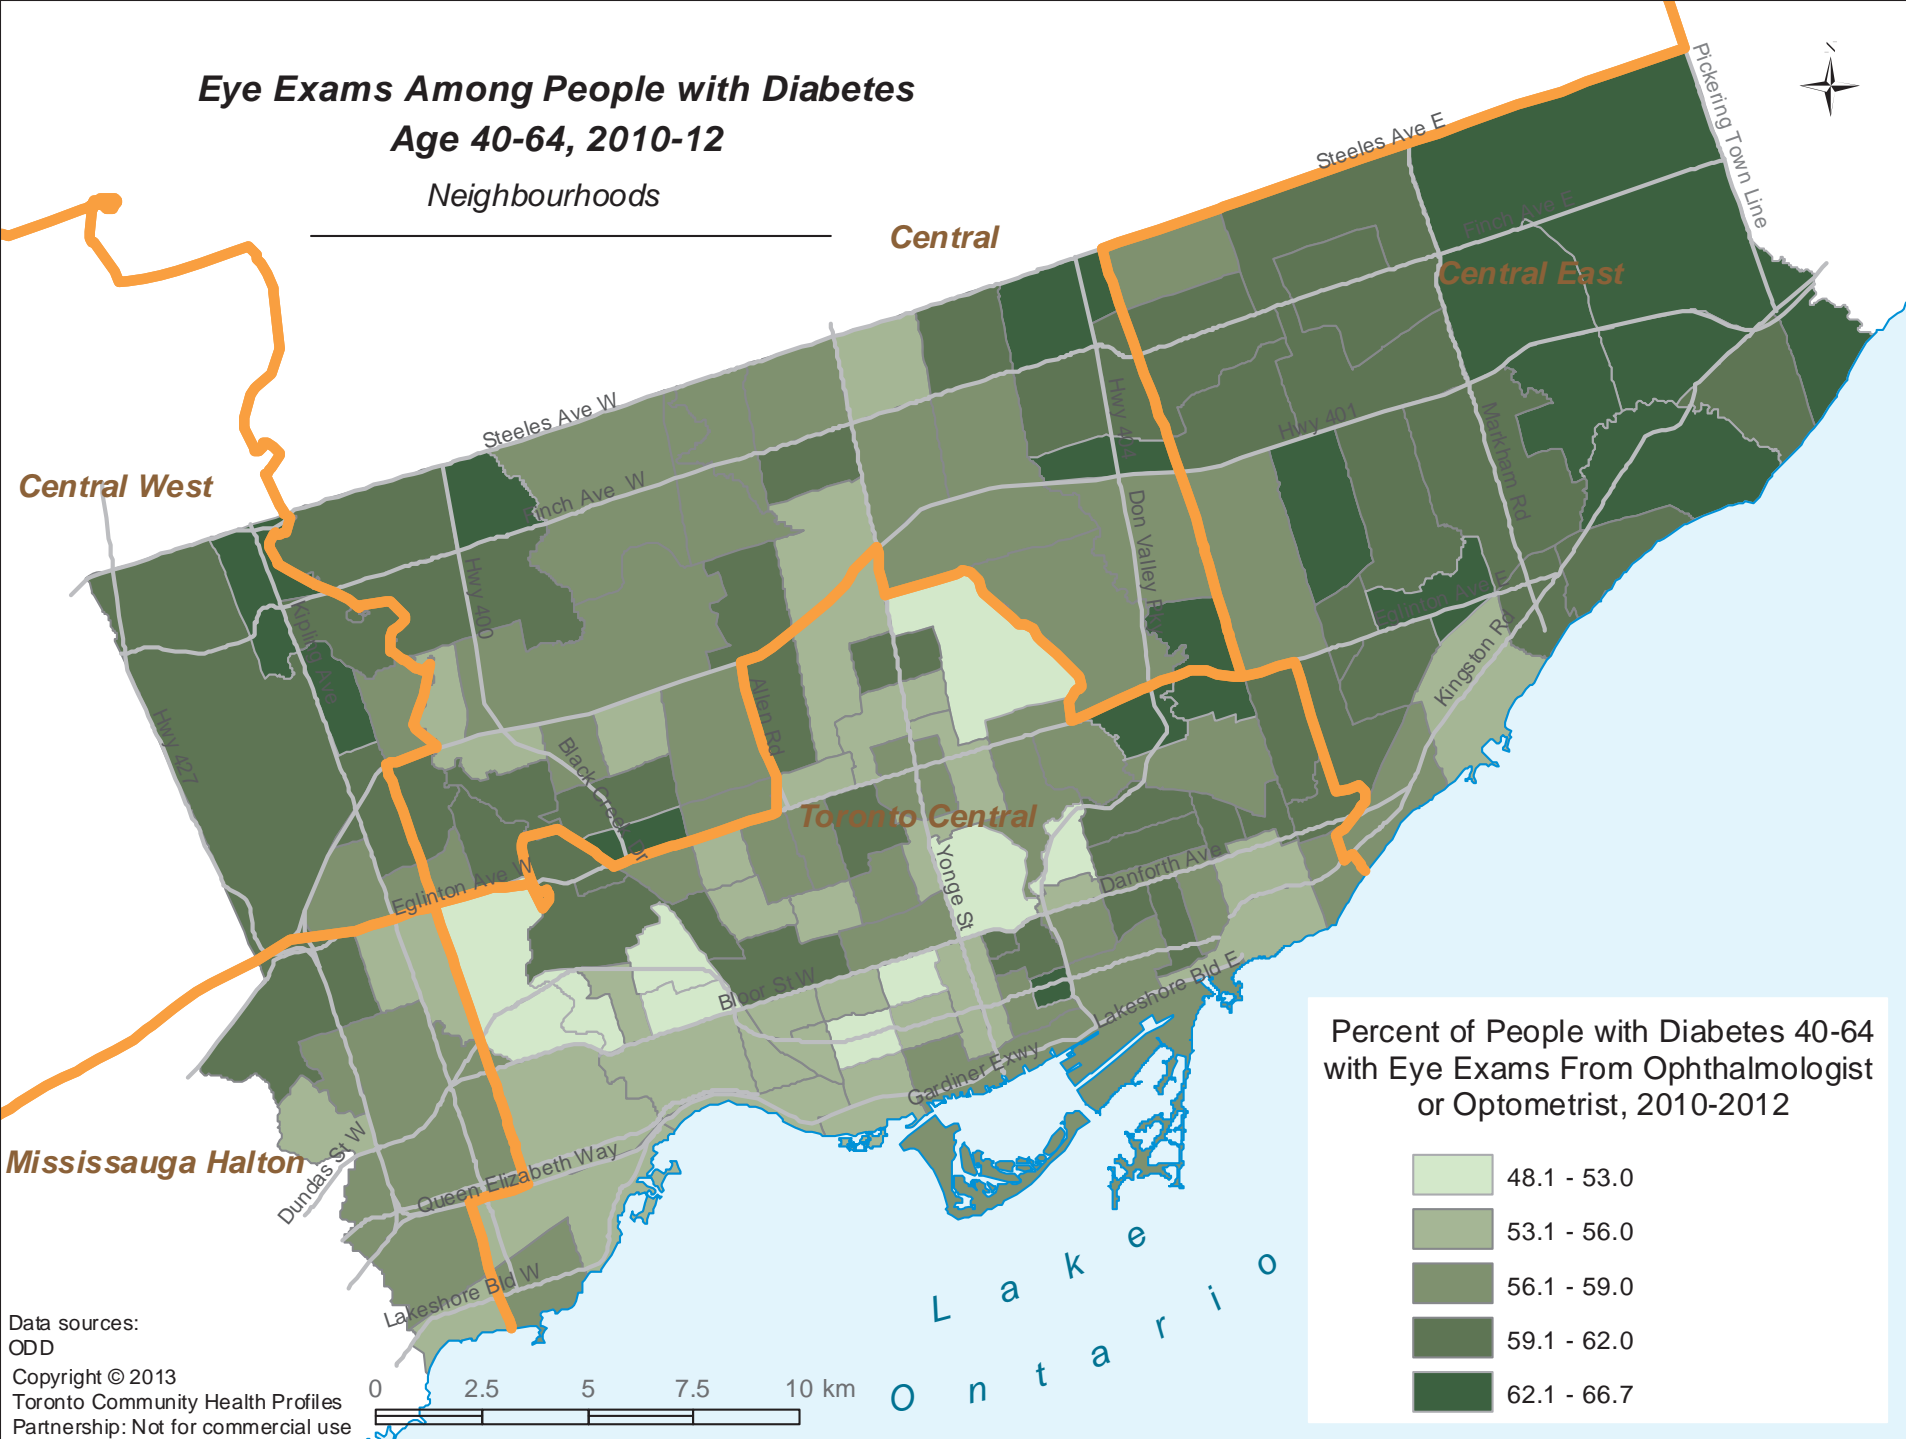 Eye Exams Among People with Diabetes
Age 40-64, 2010-12
Neighbourhoods
N
Pickering Town Line
Steeles Ave E
Finch Ave E
Central
Central East
Hwy 404
Hwy 401
Markham Rd
Steeles Ave W
Finch Ave W
Central West
Don Valley Pkwy
Hwy 400
Kipling Ave
Eglinton Ave E
Kingston Rd
Hwy 427
Allen Rd
Black Creek Dr
Toronto Central
Yonge St
Danforth Ave
Eglinton Ave W
Bloor St W
Lakeshore Bld E
Gardiner Expwy
Mississauga Halton
Dundas St W
Queen Elizabeth Way
Lakeshore Bld W
Lake
Ontario
Percent of People with Diabetes 40-64
with Eye Exams From Ophthalmologist
or Optometrist, 2010-2012
48.1 - 53.0
53.1 - 56.0
56.1 - 59.0
59.1 - 62.0
62.1 - 66.7
Data sources:
ODD
Copyright © 2013
Toronto Community Health Profiles
Partnership: Not for commercial use
0 2.5 5 7.5 10 km